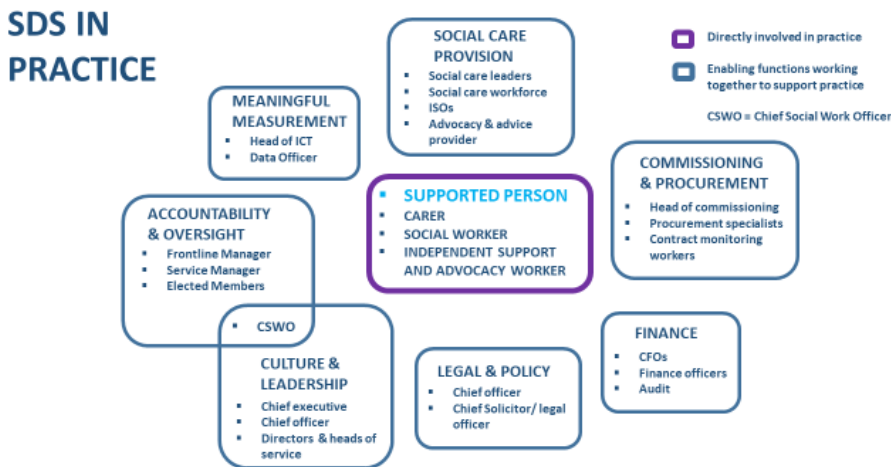 SDS IN
PRACTICE
SOCIAL CARE
PROVISION
▪ Social care leaders
▪ Social care workforce
▪ ISOs
▪ Advocacy & advice
provider
Directly involved in practice
Enabling functions working
together to support practice
CSWO = Chief Social Work Officer
MEANINGFUL
MEASUREMENT
▪ Head of ICT
▪ Data Officer
COMMISSIONING
& PROCUREMENT
▪ Head of commissioning
▪ Procurement specialists
▪ Contract monitoring
workers
▪ SUPPORTED PERSON
▪ CARER
▪ SOCIAL WORKER
▪ INDEPENDENT SUPPORT
AND ADVOCACY WORKER
ACCOUNTABILITY
& OVERSIGHT
▪ Frontline Manager
▪ Service Manager
▪ Elected Members
▪ CSWO
CULTURE &
LEADERSHIP
▪ Chief executive
▪ Chief officer
▪ Directors & heads of
service
LEGAL & POLICY
▪ Chief officer
▪ Chief Solicitor/ legal
officer
FINANCE
▪ CFOs
▪ Finance officers
▪ Audit